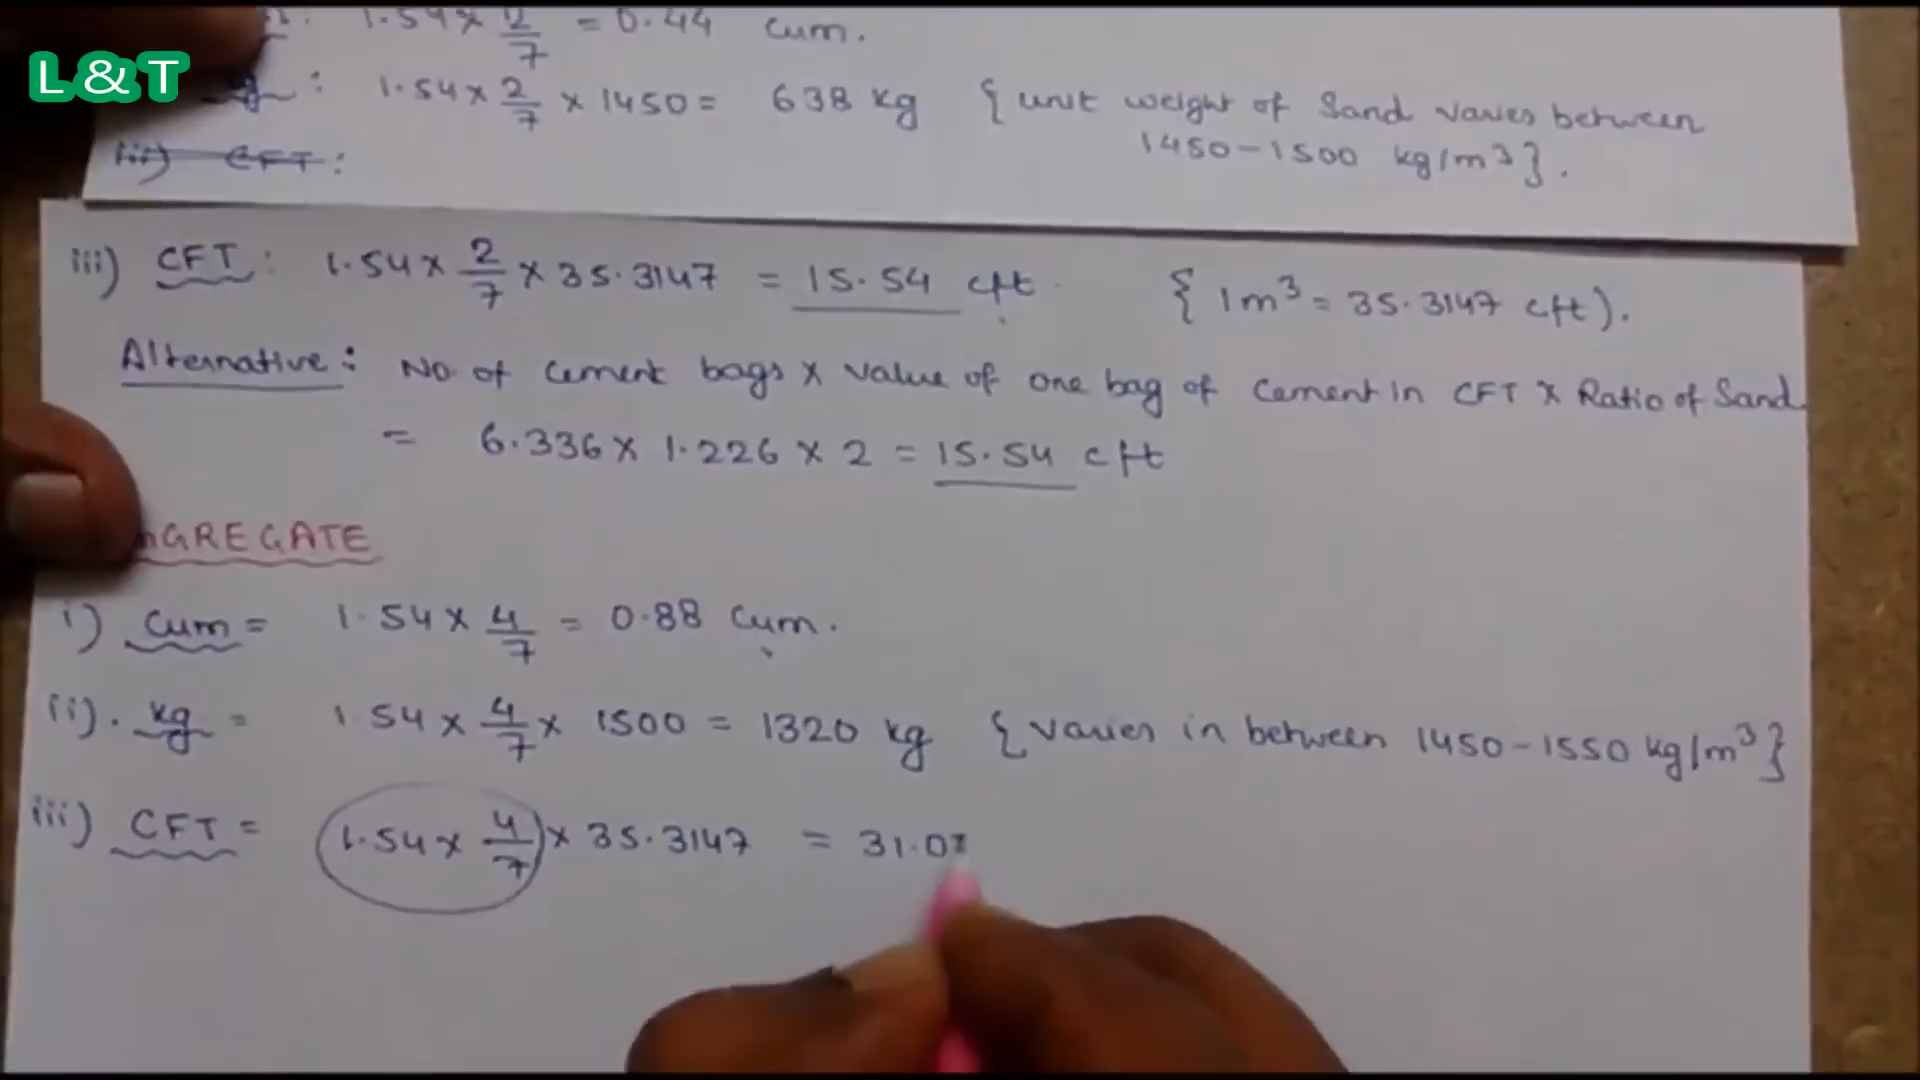 1.54 × 2/7 = 0.44 cum.
L&T
: 1.54 × 2/7 × 1450 = 638 kg { unit weight of Sand varies between
1450-1500 kg/m³}.
iii) CFT :
iii) CFT : 1.54 × 2/7 × 35.3147 = 15.54 cft. { 1m³ = 35.3147 cft).
Alternative : No of cement bags × Value of one bag of Cement in CFT × Ratio of Sand
= 6.336 × 1.226 × 2 = 15.54 cft
GREGATE
i) Cum = 1.54 × 4/7 = 0.88 Cum.
ii). kg = 1.54 × 4/7 × 1500 = 1320 kg { varies in between 1450-1550 kg/m³}
iii) CFT = 1.54 × 4/7 × 35.3147 = 31.0